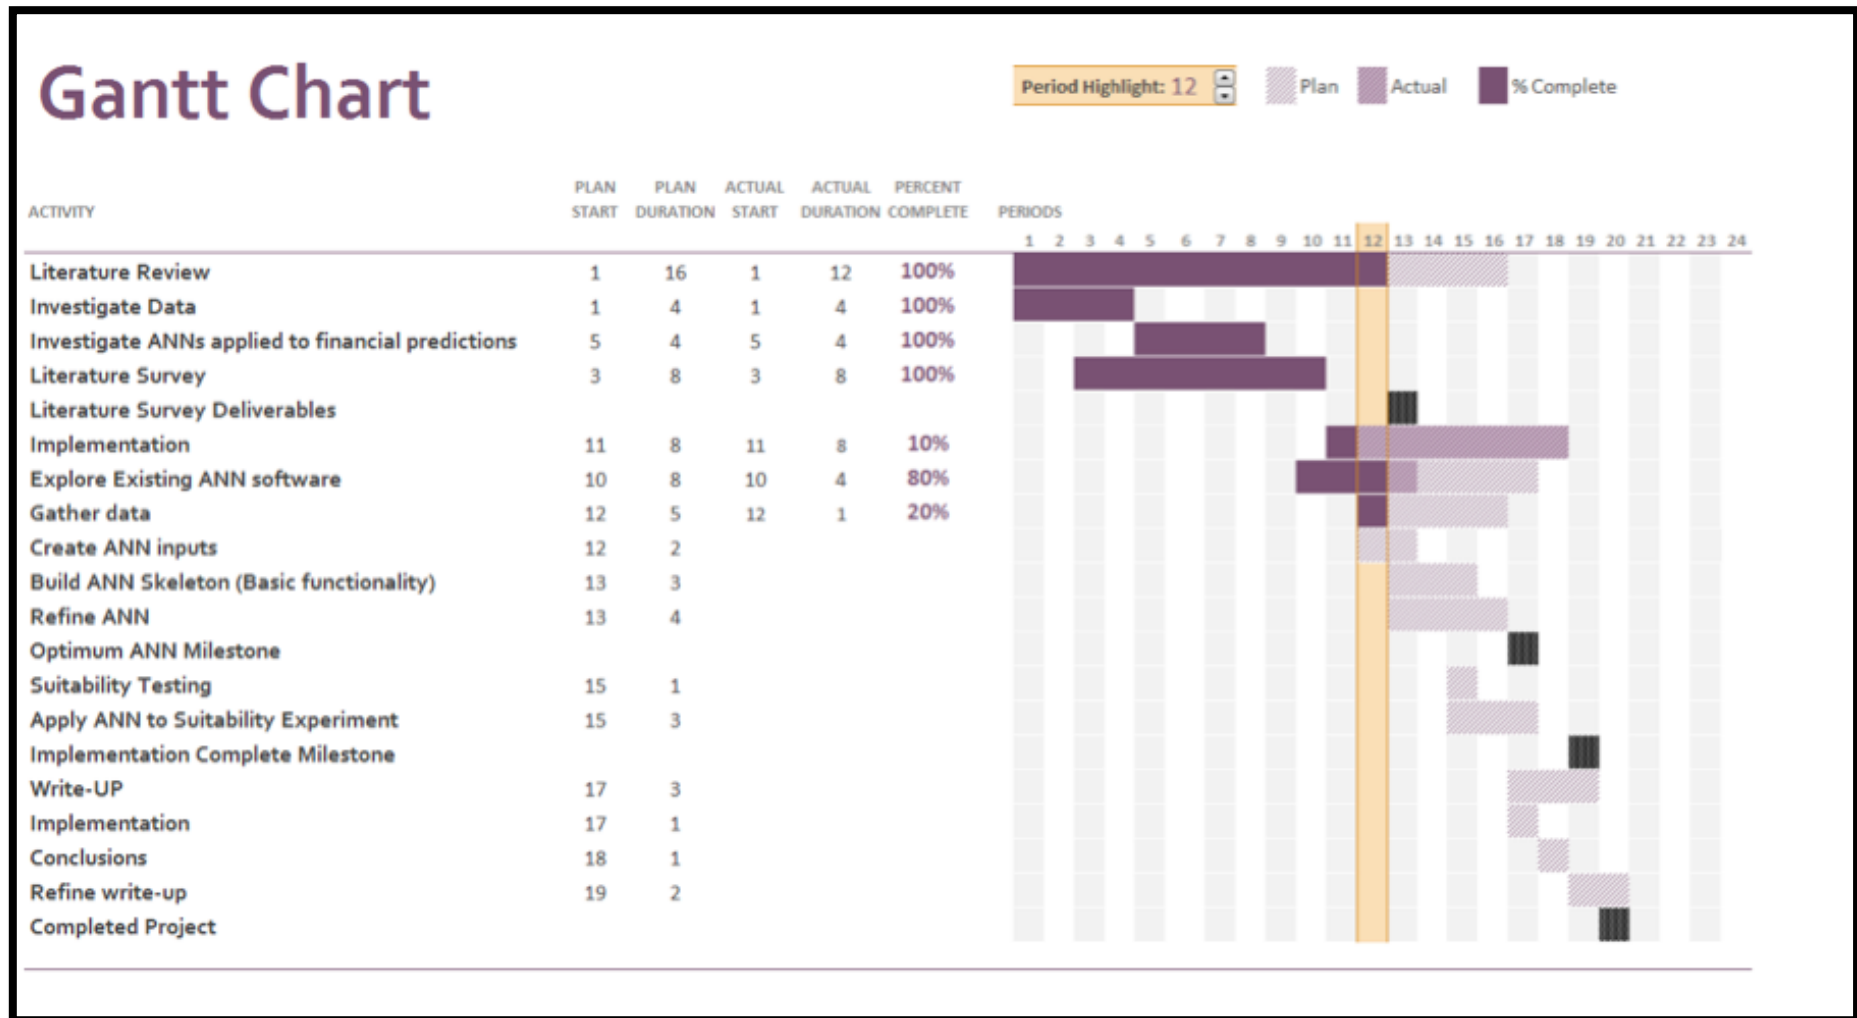 Gantt Chart
Period Highlight: 12 Plan Actual % Complete
PLAN PLAN ACTUAL ACTUAL PERCENT
ACTIVITY START DURATION START DURATION COMPLETE PERIODS
1 2 3 4 5 6 7 8 9 10 11 12 13 14 15 16 17 18 19 20 21 22 23 24
Literature Review 1 16 1 12 100%
Investigate Data 1 4 1 4 100%
Investigate ANNs applied to financial predictions 5 4 5 4 100%
Literature Survey 3 8 3 8 100%
Literature Survey Deliverables
Implementation 11 8 11 8 10%
Explore Existing ANN software 10 8 10 4 80%
Gather data 12 5 12 1 20%
Create ANN inputs 12 2
Build ANN Skeleton (Basic functionality) 13 3
Refine ANN 13 4
Optimum ANN Milestone
Suitability Testing 15 1
Apply ANN to Suitability Experiment 15 3
Implementation Complete Milestone
Write-UP 17 3
Implementation 17 1
Conclusions 18 1
Refine write-up 19 2
Completed Project